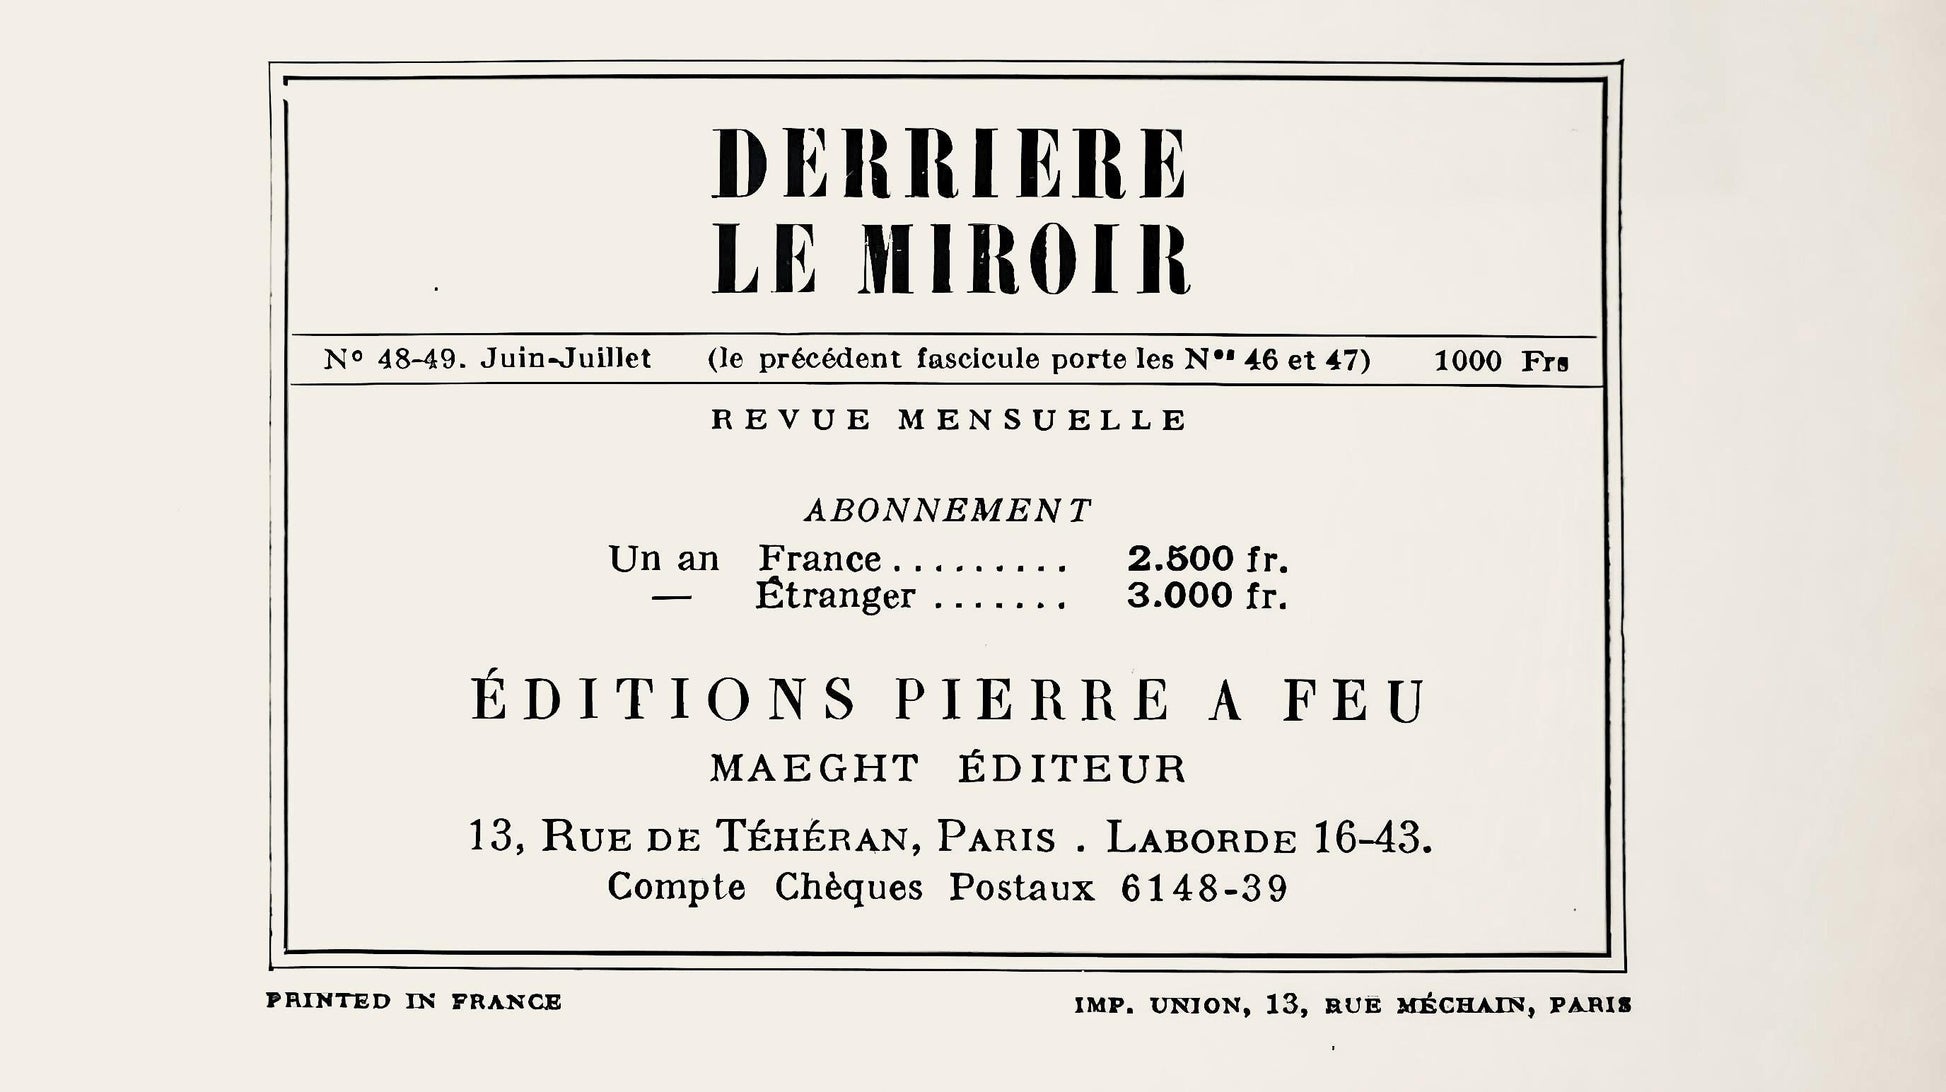 DERRIERE
LE MIROIR
Nº 48-49. Juin-Juillet (le précédent fascicule porte les Nos 46 et 47) 1000 Frs
REVUE MENSUELLE
ABONNEMENT
Un an France ......... 2.500 fr.
— Étranger ....... 3.000 fr.
ÉDITIONS PIERRE A FEU
MAEGHT ÉDITEUR
13, RUE DE TÉHÉRAN, PARIS . LABORDE 16-43.
Compte Chèques Postaux 6148-39
PRINTED IN FRANCE
IMP. UNION, 13, RUE MÉCHAIN, PARIS